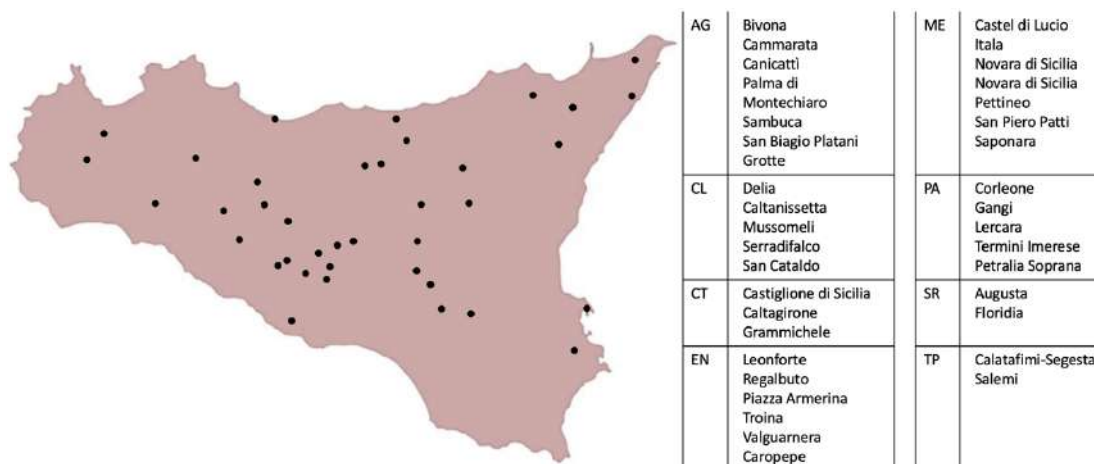 AG
Bivona
Cammarata
Canicattì
Palma di
Montechiaro
Sambuca
San Biagio Platani
Grotte
CL
Delia
Caltanissetta
Mussomeli
Serradifalco
San Cataldo
CT
Castiglione di Sicilia
Caltagirone
Grammichele
EN
Leonforte
Regalbuto
Piazza Armerina
Troina
Valguarnera
Caropepe
ME
Castel di Lucio
Itala
Novara di Sicilia
Novara di Sicilia
Pettineo
San Piero Patti
Saponara
PA
Corleone
Gangi
Lercara
Termini Imerese
Petralia Soprana
SR
Augusta
Floridia
TP
Calatafimi-Segesta
Salemi